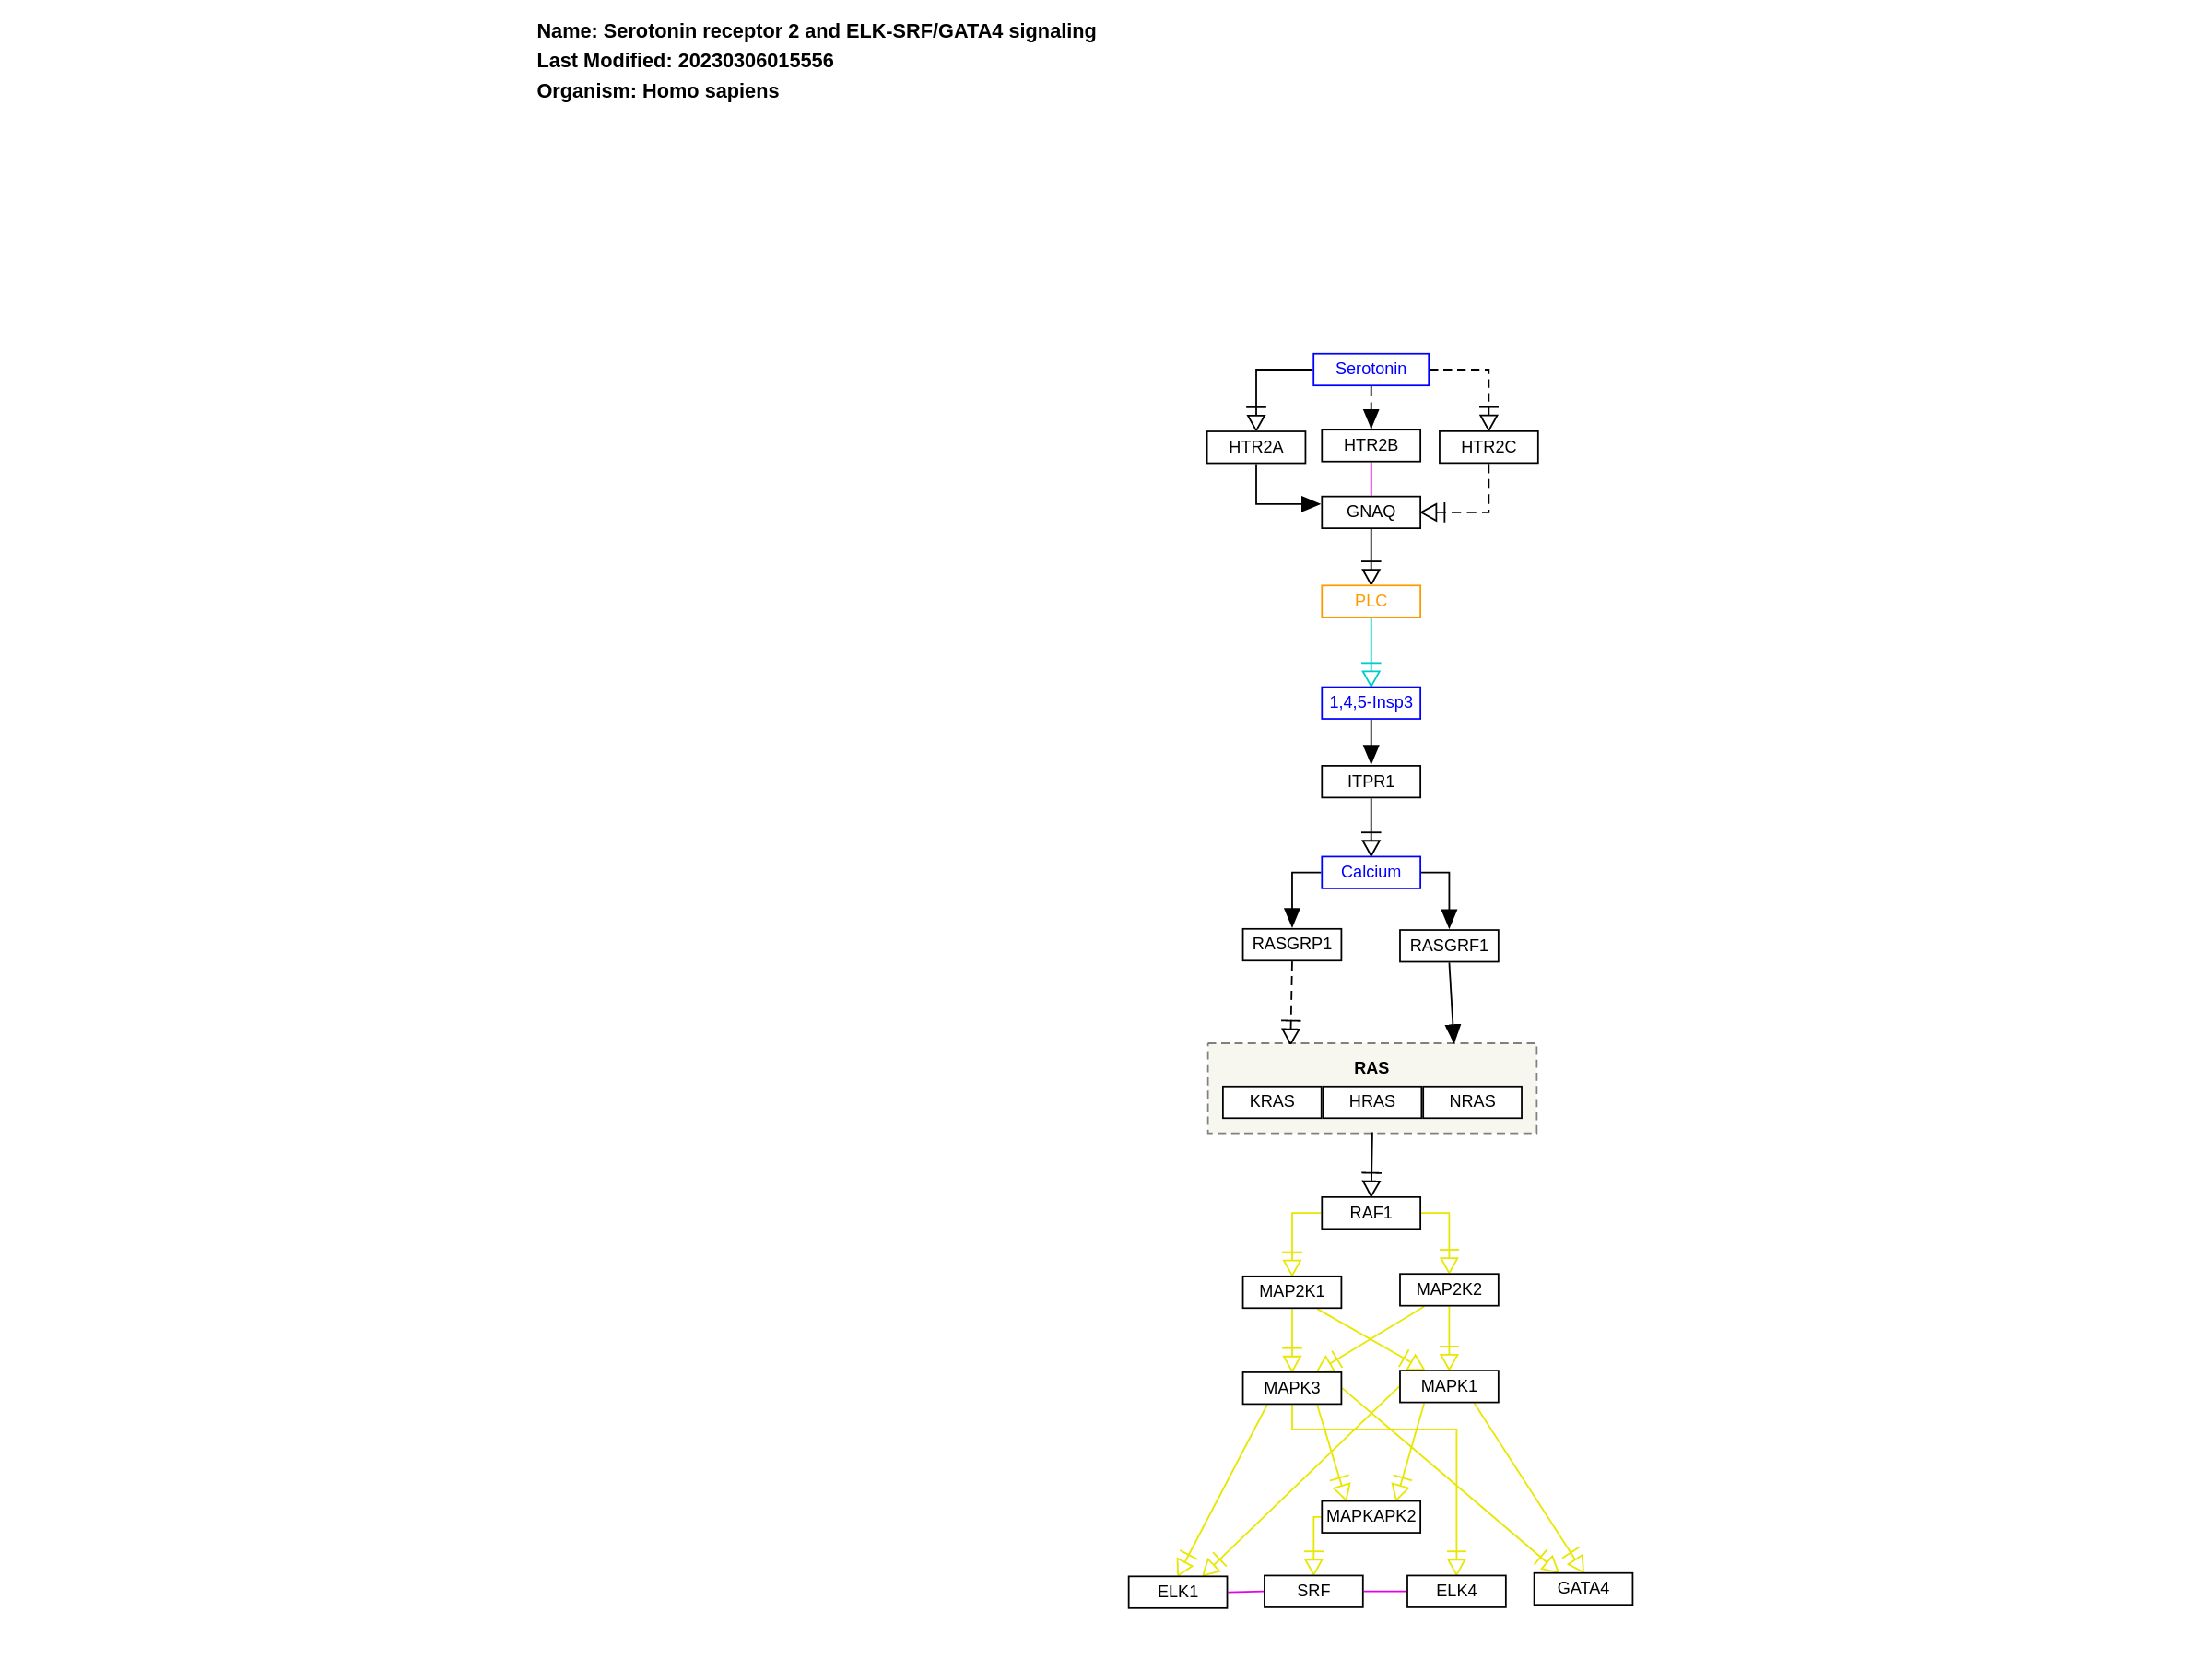 Name: Serotonin receptor 2 and ELK-SRF/GATA4 signaling
Last Modified: 20230306015556
Organism: Homo sapiens
Serotonin
HTR2A
HTR2B
HTR2C
GNAQ
PLC
1,4,5-Insp3
ITPR1
Calcium
RASGRP1
RASGRF1
RAS
KRAS
HRAS
NRAS
RAF1
MAP2K1
MAP2K2
MAPK3
MAPK1
MAPKAPK2
ELK1
SRF
ELK4
GATA4